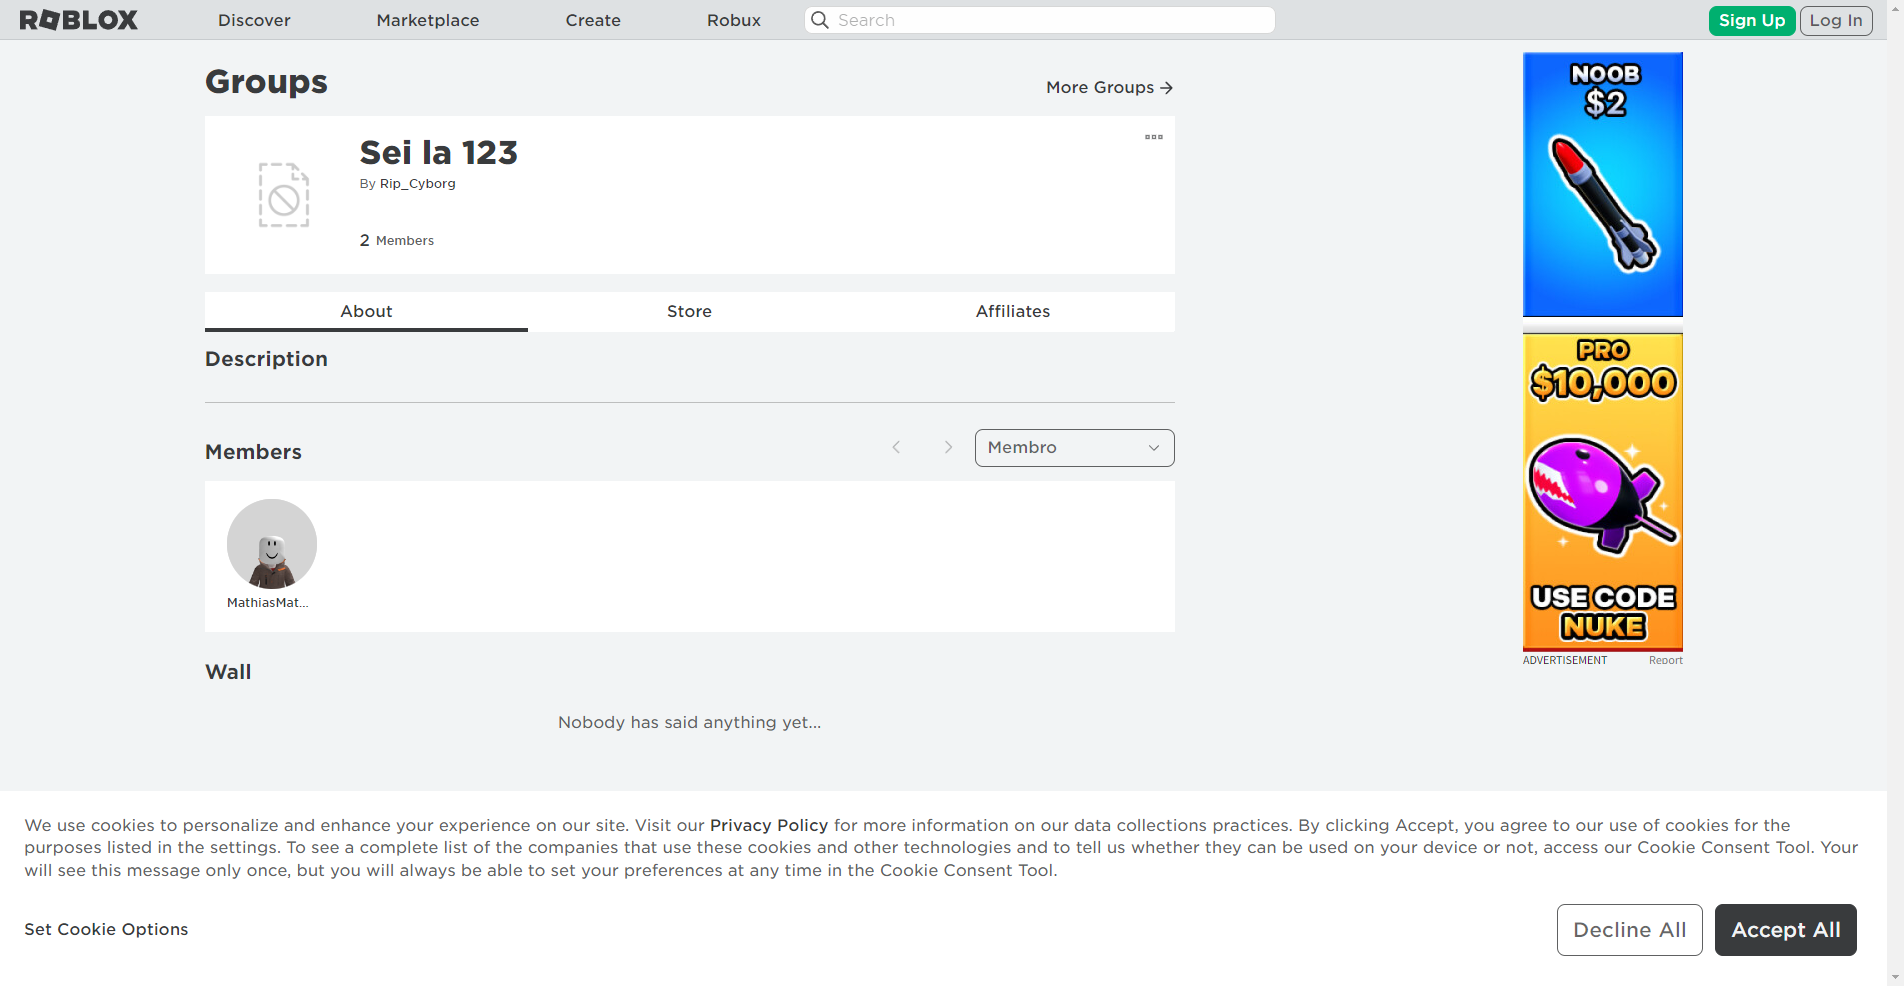 ROBLOX Discover Marketplace Create Robux Search Sign Up Log In
Groups
More Groups
Sei la 123
By Rip_Cyborg
2 Members
About Store Affiliates
Description
Members
Membro
MathiasMat...
Wall
Nobody has said anything yet...
NOOB
$2
PRO
$10,000
USE CODE
NUKE
ADVERTISEMENT Report
We use cookies to personalize and enhance your experience on our site. Visit our Privacy Policy for more information on our data collections practices. By clicking Accept, you agree to our use of cookies for the
purposes listed in the settings. To see a complete list of the companies that use these cookies and other technologies and to tell us whether they can be used on your device or not, access our Cookie Consent Tool. Your
will see this message only once, but you will always be able to set your preferences at any time in the Cookie Consent Tool.
Set Cookie Options
Decline All
Accept All